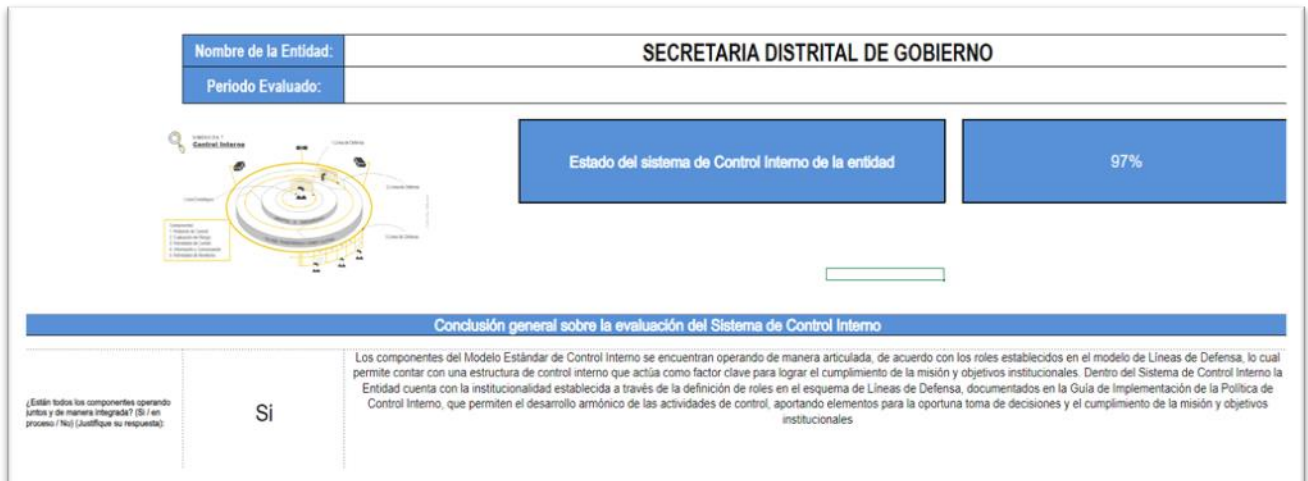 Nombre de la Entidad:
SECRETARIA DISTRITAL DE GOBIERNO
Periodo Evaluado:
Control Interno
Estado del sistema de Control Interno de la entidad
97%
Conclusión general sobre la evaluación del Sistema de Control Interno
¿Están todos los componentes operando
juntos y de manera integrada? (Si / en
proceso / No) (Justifique su respuesta):
Si
Los componentes del Modelo Estándar de Control Interno se encuentran operando de manera articulada, de acuerdo con los roles establecidos en el modelo de Líneas de Defensa, lo cual
permite contar con una estructura de control interno que actúa como factor clave para lograr el cumplimiento de la misión y objetivos institucionales. Dentro del Sistema de Control Interno la
Entidad cuenta con la institucionalidad establecida a través de la definición de roles en el esquema de Líneas de Defensa, documentados en la Guía de Implementación de la Política de
Control Interno, que permiten el desarrollo armónico de las actividades de control, aportando elementos para la oportuna toma de decisiones y el cumplimiento de la misión y objetivos
institucionales